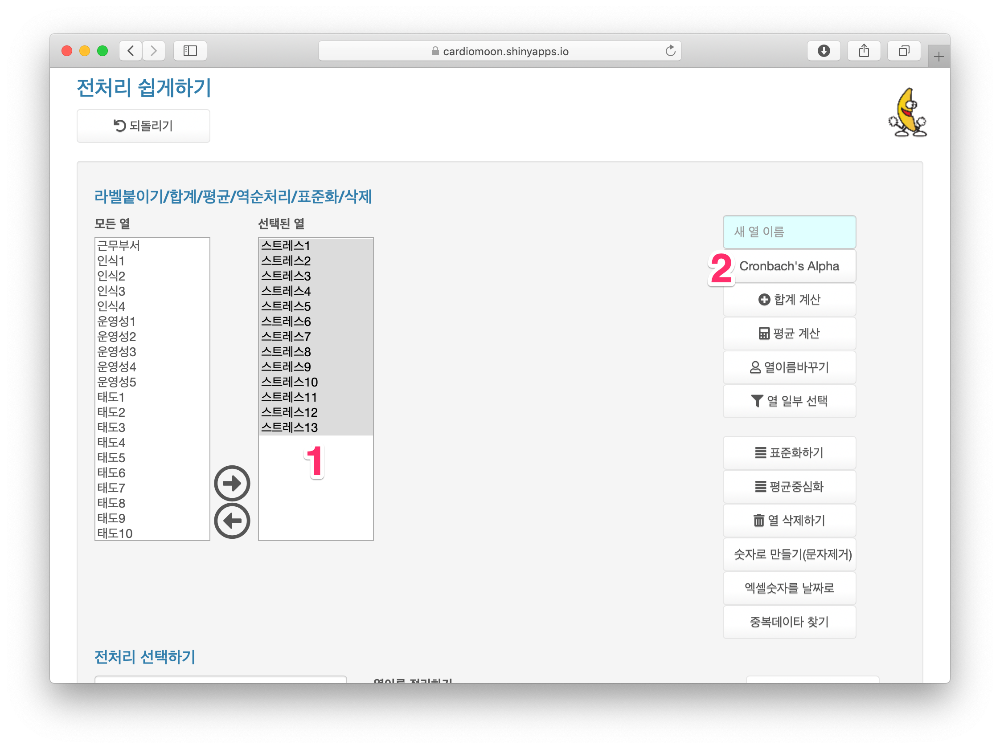 cardiomoon.shinyapps.io
전처리 쉽게하기
되돌리기
라벨붙이기/합계/평균/역순처리/표준화/삭제
모든 열
근무부서
인식1
인식2
인식3
인식4
운영성1
운영성2
운영성3
운영성4
운영성5
태도1
태도2
태도3
태도4
태도5
태도6
태도7
태도8
태도9
태도10
선택된 열
스트레스1
스트레스2
스트레스3
스트레스4
스트레스5
스트레스6
스트레스7
스트레스8
스트레스9
스트레스10
스트레스11
스트레스12
스트레스13
1
새 열 이름
2
Cronbach's Alpha
합계 계산
평균 계산
열이름바꾸기
열 일부 선택
표준화하기
평균중심화
열 삭제하기
숫자로 만들기(문자제거)
엑셀숫자를 날짜로
중복데이타 찾기
전처리 선택하기